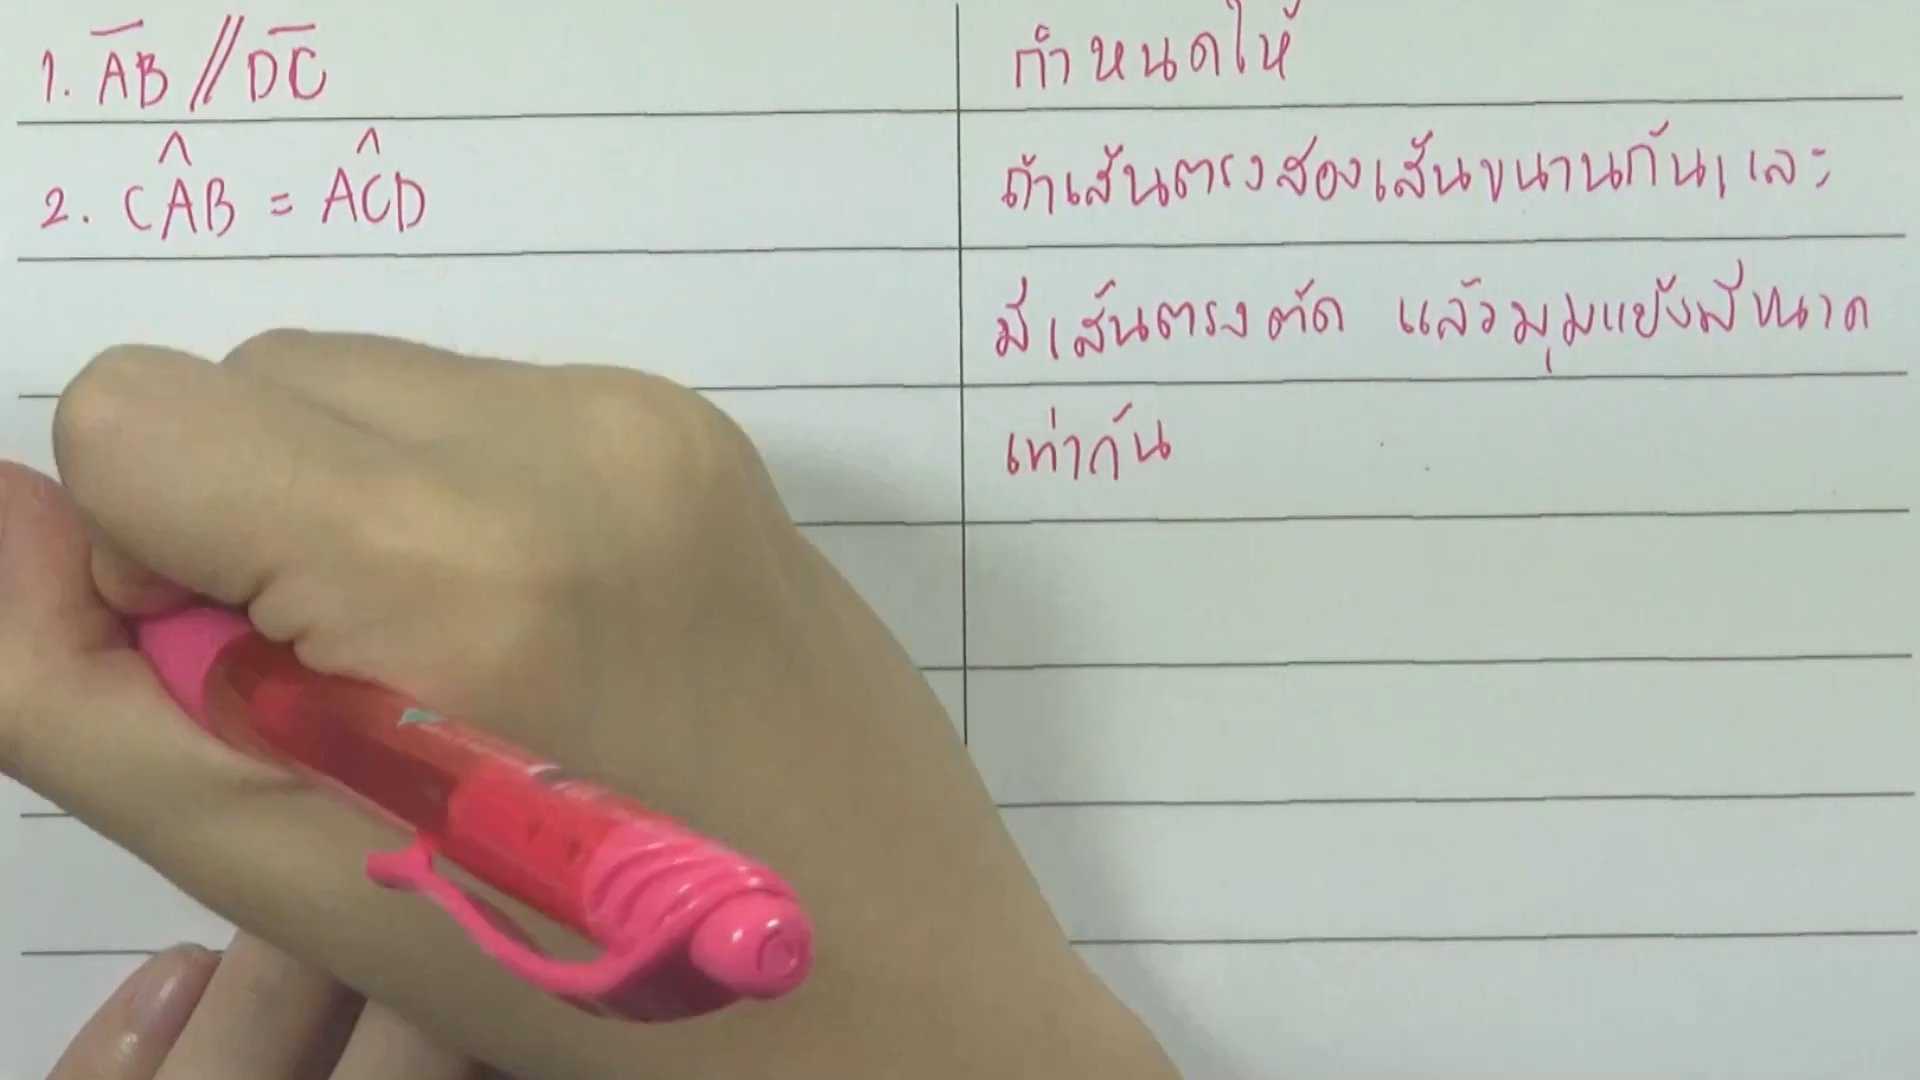 1. A̅B̅ // D̅C̅
กำหนดให้
2. CÂB = AĈD
ถ้าเส้นตรงสองเส้นขนานกันและ
มีเส้นตรงตัด แล้วมุมแย้งมีขนาด
เท่ากัน